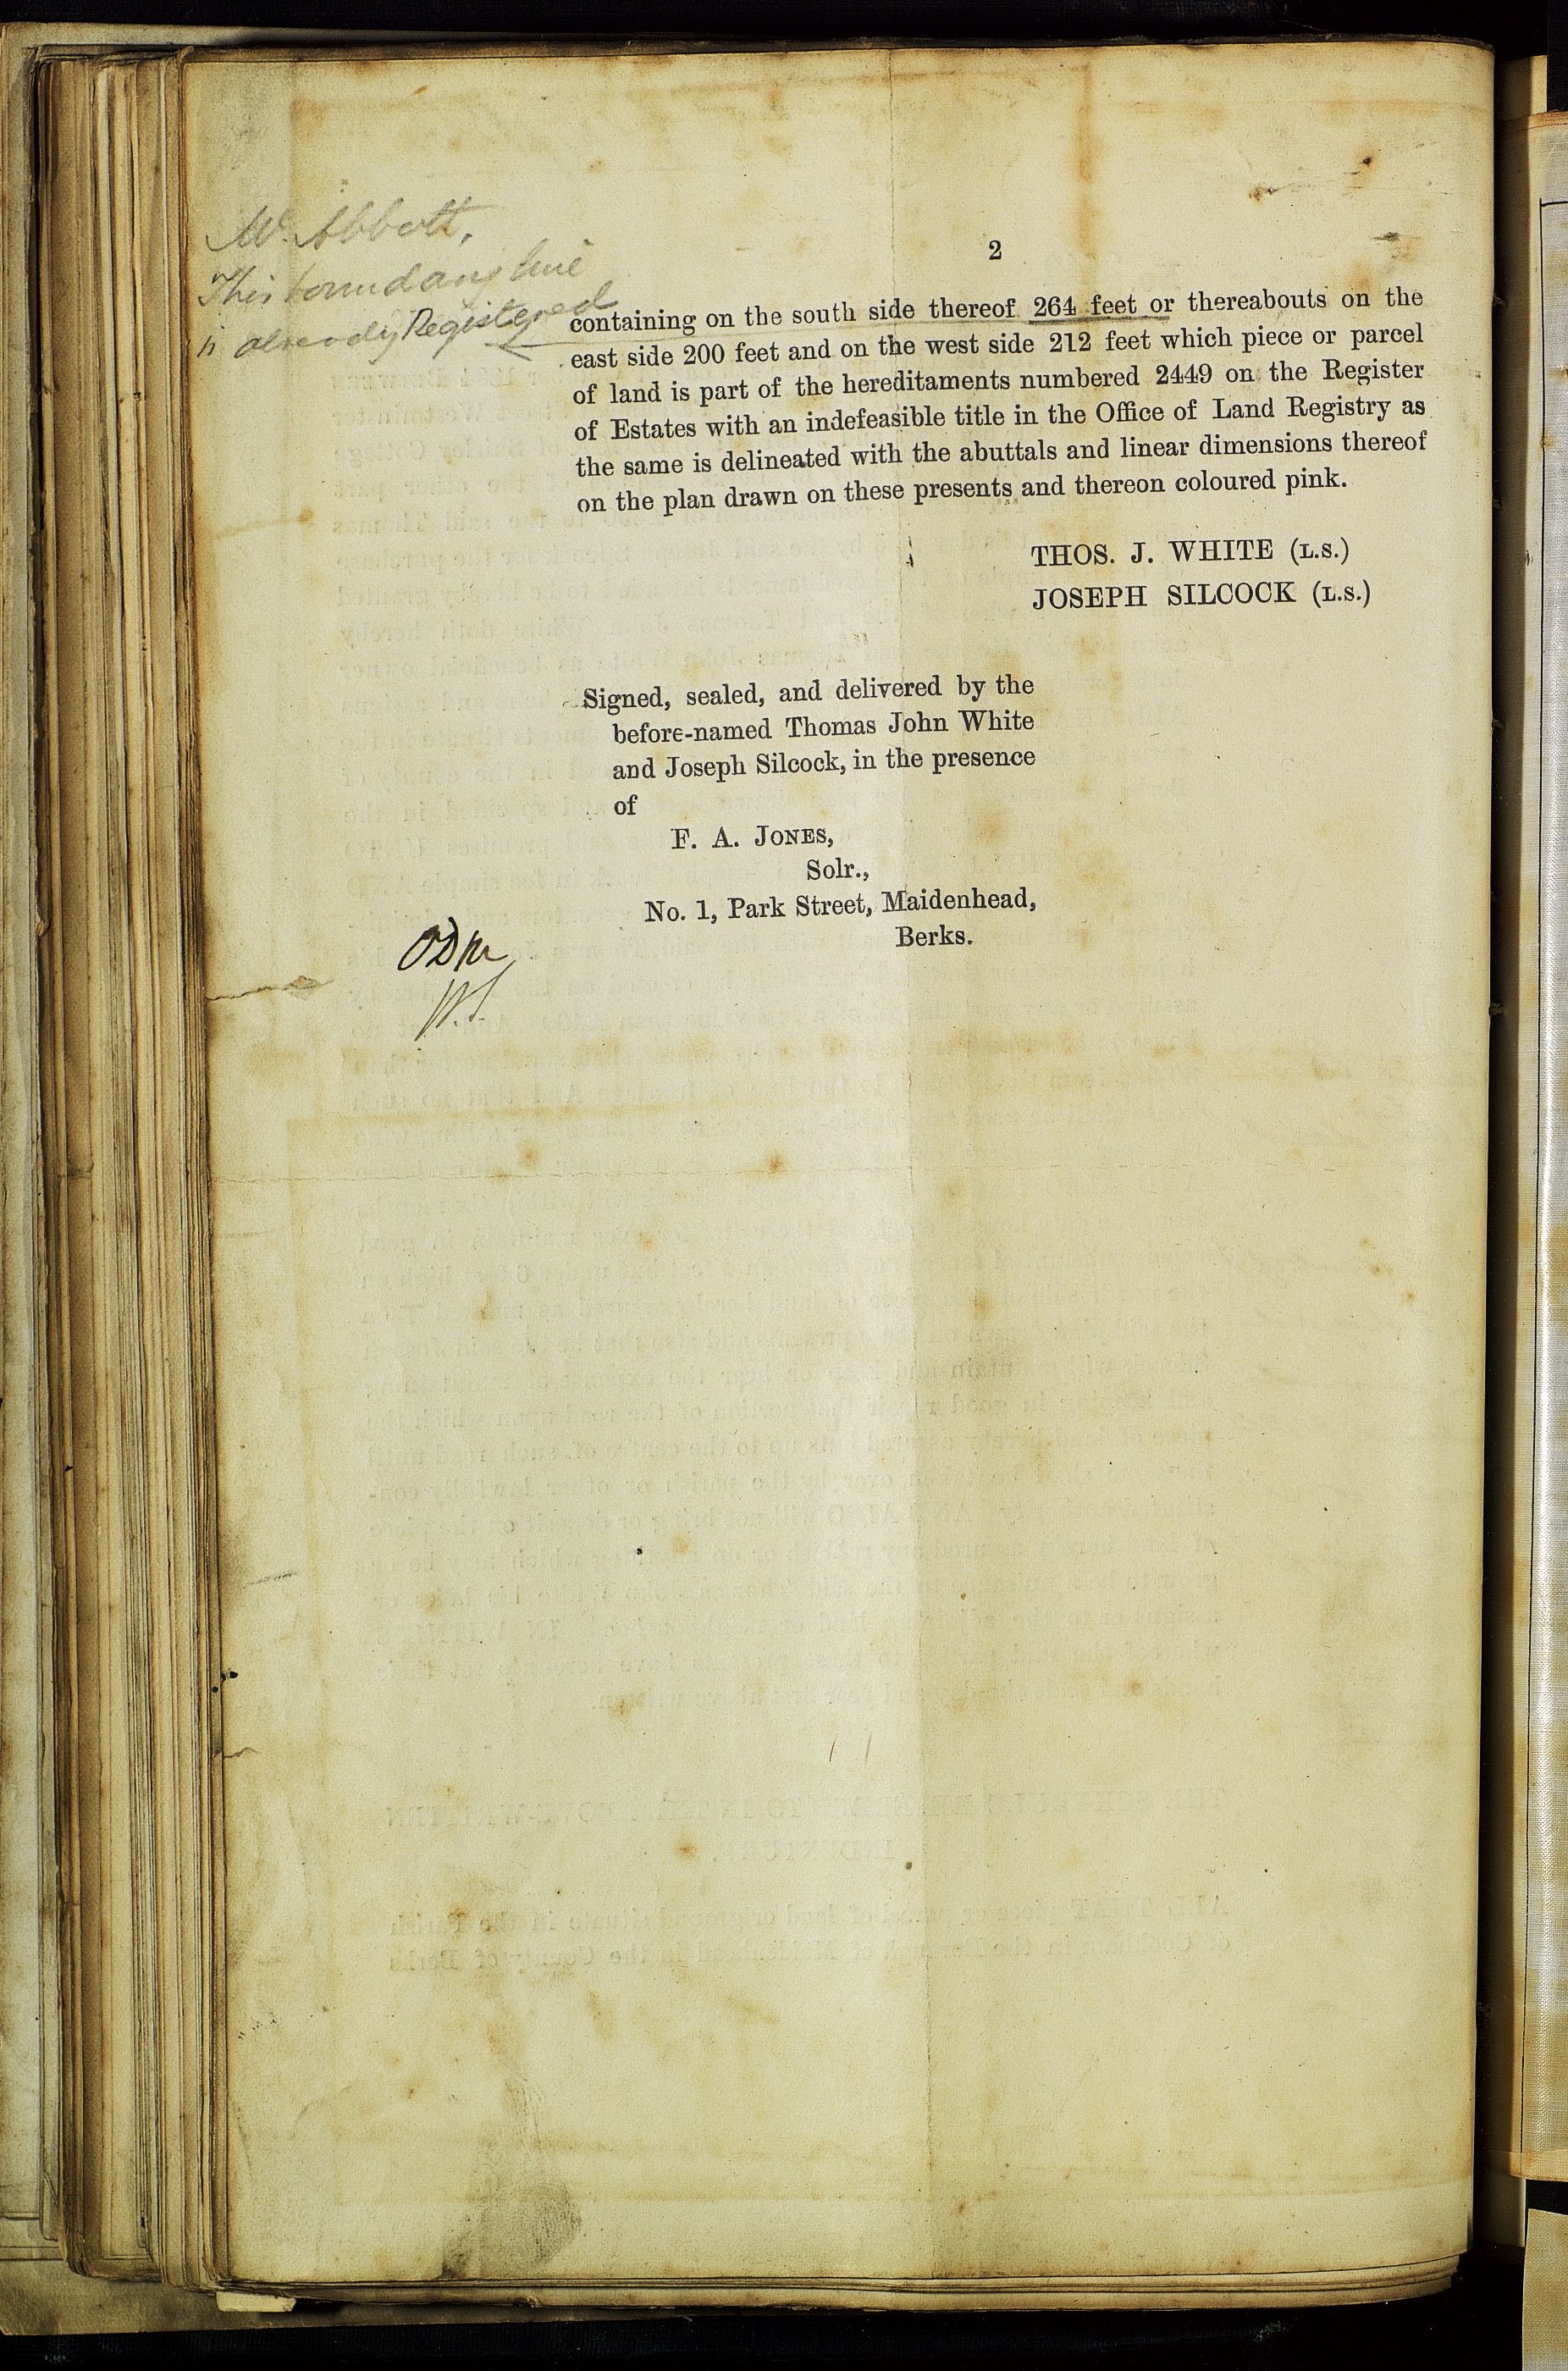 Mr. Abbott,
This boundary line
is already Registered
2
containing on the south side thereof 264 feet or thereabouts on the
east side 200 feet and on the west side 212 feet which piece or parcel
of land is part of the hereditaments numbered 2449 on the Register
of Estates with an indefeasible title in the Office of Land Registry as
the same is delineated with the abuttals and linear dimensions thereof
on the plan drawn on these presents and thereon coloured pink.
THOS. J. WHITE (L.S.)
JOSEPH SILCOCK (L.S.)
Signed, sealed, and delivered by the
before-named Thomas John White
and Joseph Silcock, in the presence
of
F. A. JONES,
Solr.,
No. 1, Park Street, Maidenhead,
Berks.